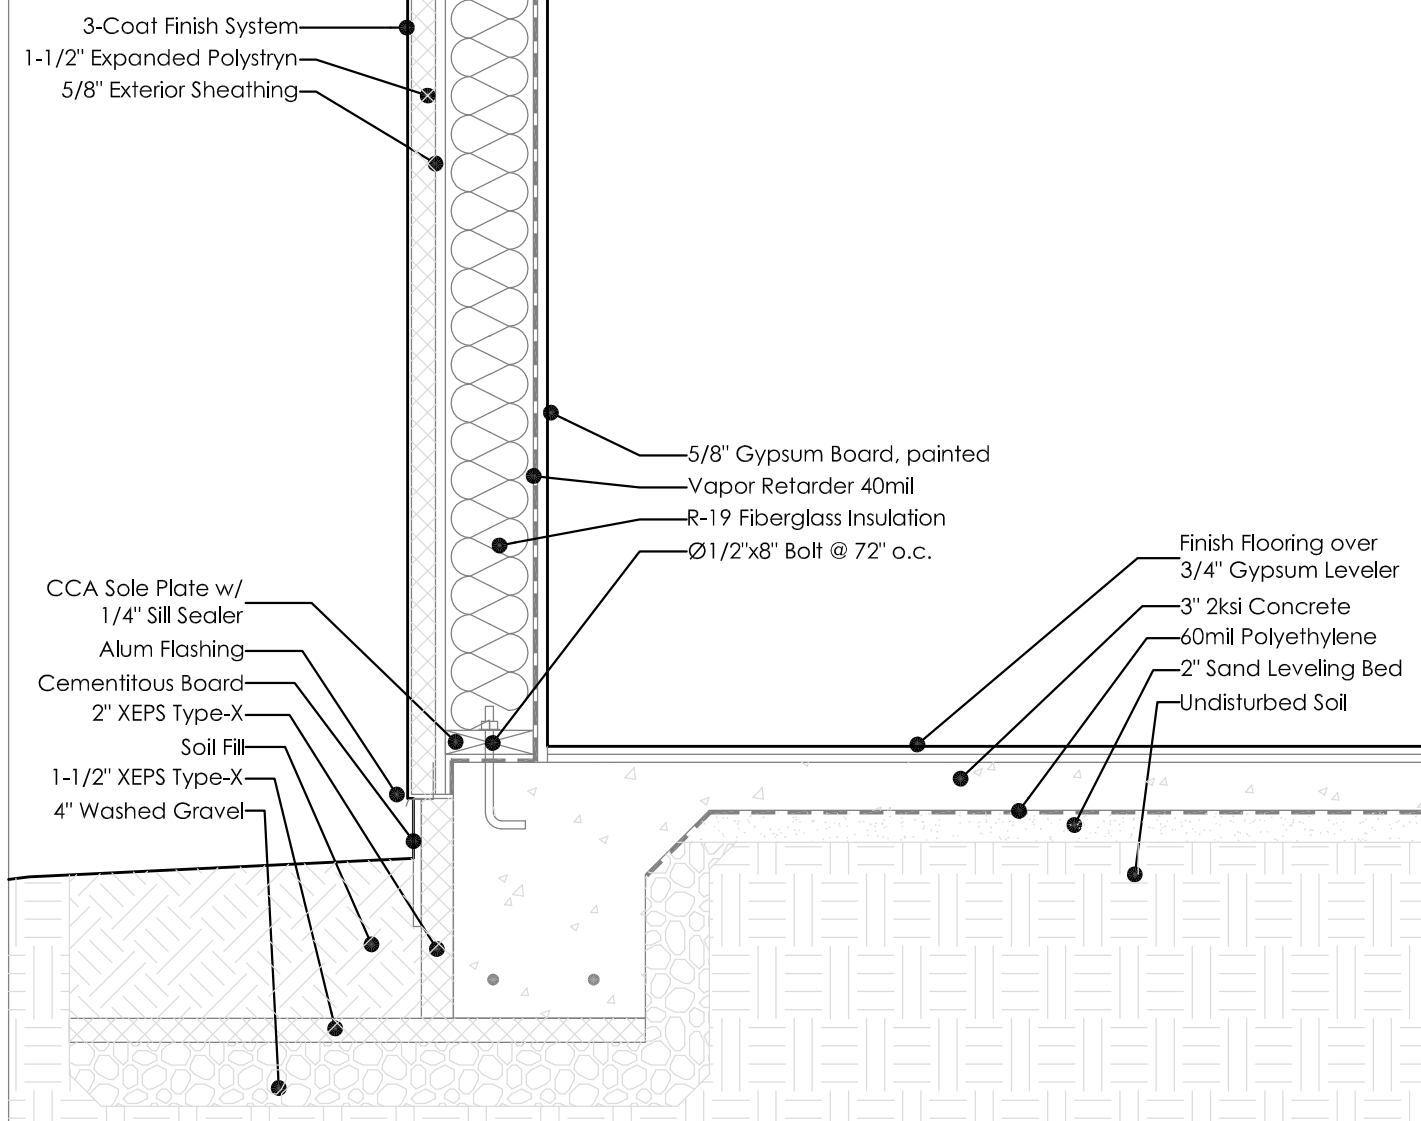 3-Coat Finish System
1-1/2" Expanded Polystryn
5/8" Exterior Sheathing
5/8" Gypsum Board, painted
Vapor Retarder 40mil
R-19 Fiberglass Insulation
Ø1/2"x8" Bolt @ 72" o.c.
Finish Flooring over
3/4" Gypsum Leveler
3" 2ksi Concrete
60mil Polyethylene
2" Sand Leveling Bed
Undisturbed Soil
CCA Sole Plate w/
1/4" Sill Sealer
Alum Flashing
Cementitous Board
2" XEPS Type-X
Soil Fill
1-1/2" XEPS Type-X
4" Washed Gravel